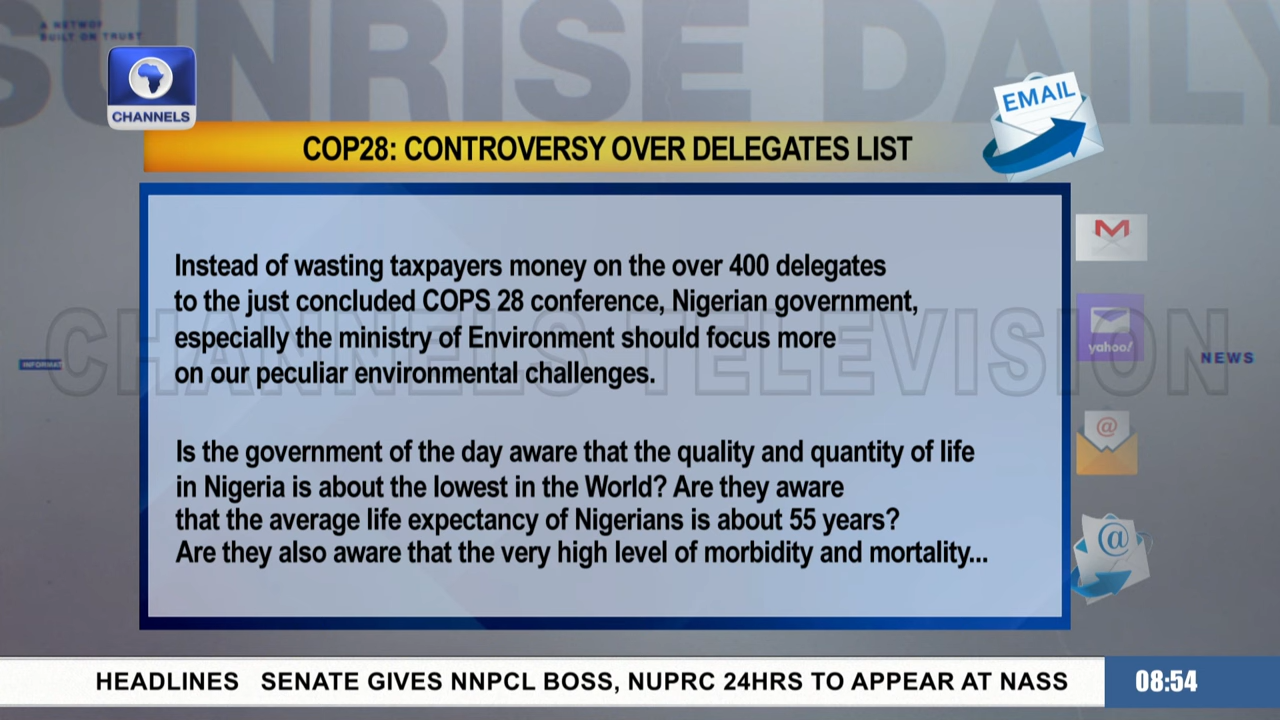 A NETWOR
BUILT ON TRUST
SUNRISE DAILY
CHANNELS
EMAIL
COP28: CONTROVERSY OVER DELEGATES LIST
Instead of wasting taxpayers money on the over 400 delegates
to the just concluded COPS 28 conference, Nigerian government,
especially the ministry of Environment should focus more
on our peculiar environmental challenges.
Is the government of the day aware that the quality and quantity of life
in Nigeria is about the lowest in the World? Are they aware
that the average life expectancy of Nigerians is about 55 years?
Are they also aware that the very high level of morbidity and mortality...
CHANNELS TELEVISION
INFORMAT
yahoo!
NEWS
@
@
HEADLINES SENATE GIVES NNPCL BOSS, NUPRC 24HRS TO APPEAR AT NASS
08:54